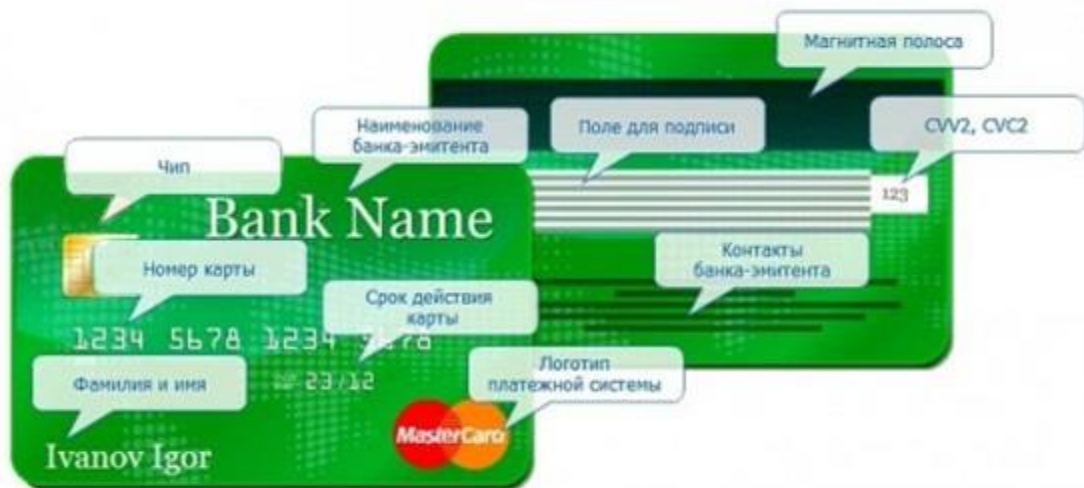 Магнитная полоса
Наименование
банка-эмитента
Поле для подписи
CVV2, CVC2
Чип
123
Bank Name
Номер карты
Контакты
банка-эмитента
Срок действия
карты
1234 5678 1234 5678
Фамилия и имя
23/12
Логотип
платежной системы
MasterCard
Ivanov Igor